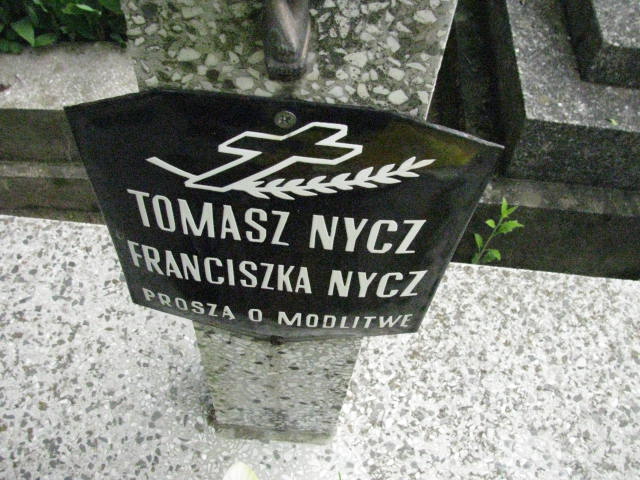 TOMASZ NYCZ
FRANCISZKA NYCZ
PROSZĄ O MODLITWĘ